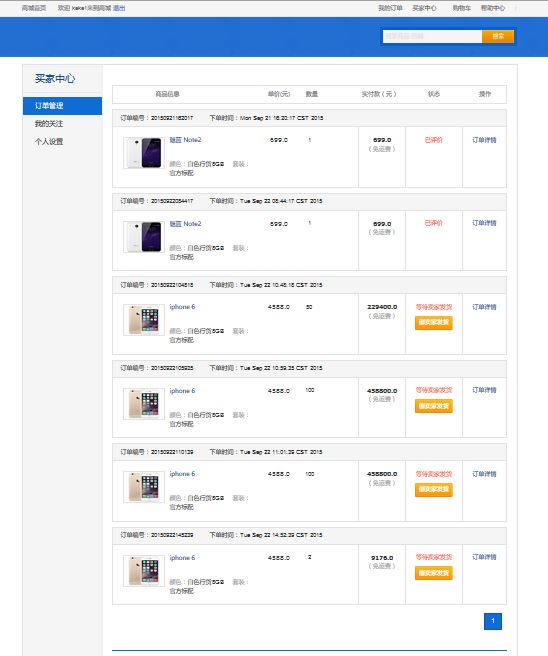 商城首页 欢迎 keke!来到商城 退出 我的订单 买家中心 购物车 帮助中心
搜索
买家中心
订单管理
我的关注
个人设置
商品信息 单价(元) 数量 实付款（元） 状态 操作
订单编号：20150921162017 下单时间：Mon Sep 21 16:20:17 CST 2015
魅蓝 Note2 699.0 1 699.0 已评价 订单详情
（免运费）
颜色：白色行货8GB 套装：
官方标配
订单编号：20150922084417 下单时间：Tue Sep 22 08:44:17 CST 2015
魅蓝 Note2 699.0 1 699.0 已评价 订单详情
（免运费）
颜色：白色行货8GB 套装：
官方标配
订单编号：20150922104818 下单时间：Tue Sep 22 10:48:18 CST 2015
iphone 6 4588.0 50 229400.0 等待卖家发货 订单详情
（免运费） 催卖家发货
颜色：白色行货8GB 套装：
官方标配
订单编号：20150922105935 下单时间：Tue Sep 22 10:59:35 CST 2015
iphone 6 4588.0 100 458800.0 等待卖家发货 订单详情
（免运费） 催卖家发货
颜色：白色行货8GB 套装：
官方标配
订单编号：20150922110139 下单时间：Tue Sep 22 11:01:39 CST 2015
iphone 6 4588.0 100 458800.0 等待卖家发货 订单详情
（免运费） 催卖家发货
颜色：白色行货8GB 套装：
官方标配
订单编号：20150922145239 下单时间：Tue Sep 22 14:52:39 CST 2015
iphone 6 4588.0 2 9176.0 等待卖家发货 订单详情
（免运费） 催卖家发货
颜色：白色行货8GB 套装：
官方标配
1